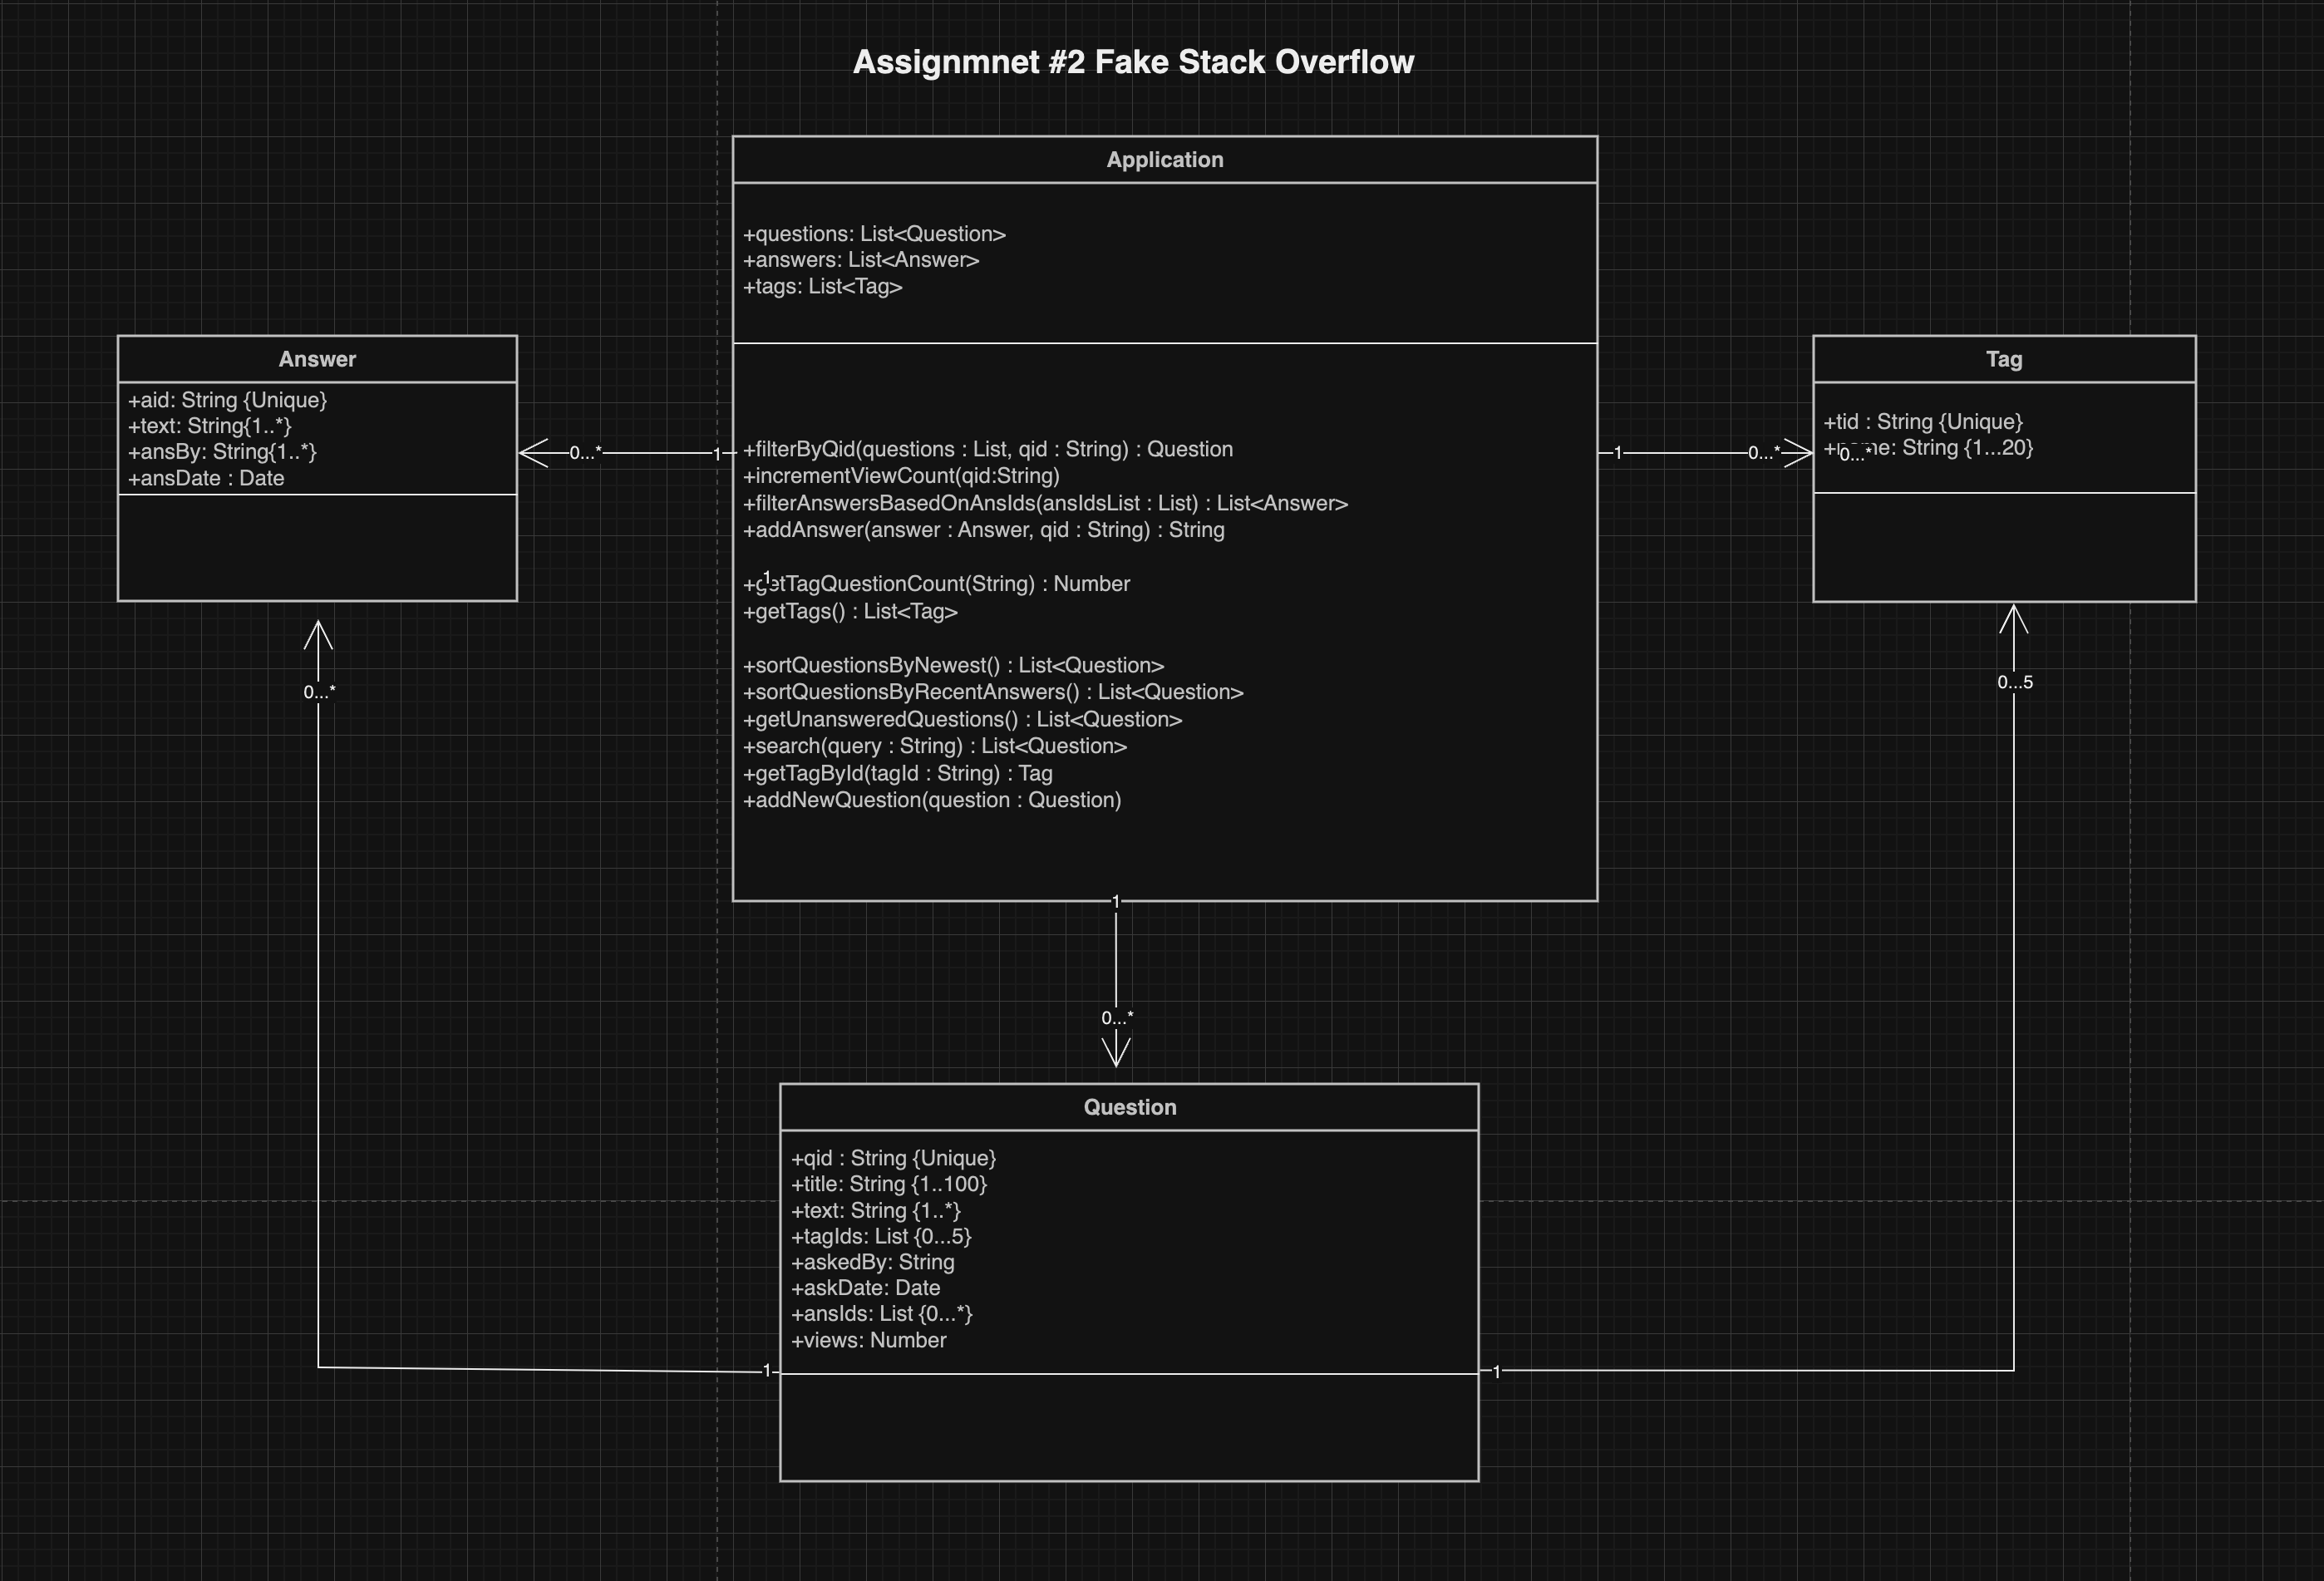 Assignmnet #2 Fake Stack Overflow
Application
+questions: List<Question>
+answers: List<Answer>
+tags: List<Tag>
+filterByQid(questions : List, qid : String) : Question
+incrementViewCount(qid:String)
+filterAnswersBasedOnAnsIds(ansIdsList : List) : List<Answer>
+addAnswer(answer : Answer, qid : String) : String
1
+getTagQuestionCount(String) : Number
+getTags() : List<Tag>
+sortQuestionsByNewest() : List<Question>
+sortQuestionsByRecentAnswers() : List<Question>
+getUnansweredQuestions() : List<Question>
+search(query : String) : List<Question>
+getTagById(tagId : String) : Tag
+addNewQuestion(question : Question)
Answer
+aid: String {Unique}
+text: String{1..*}
+ansBy: String{1..*}
+ansDate : Date
0...*
1
1
0...*
Tag
+tid : String {Unique}
+name: String {1...20}
0...*
0...*
0...5
1
0...*
Question
+qid : String {Unique}
+title: String {1..100}
+text: String {1..*}
+tagIds: List {0...5}
+askedBy: String
+askDate: Date
+ansIds: List {0...*}
+views: Number
1
1